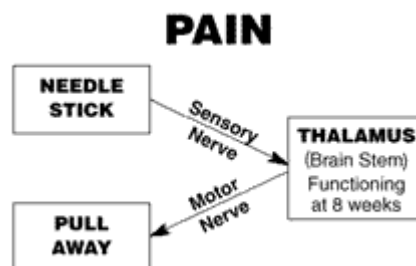 PAIN
NEEDLE
STICK
Sensory
Nerve
THALAMUS
(Brain Stem)
Functioning
at 8 weeks
Motor
Nerve
PULL
AWAY